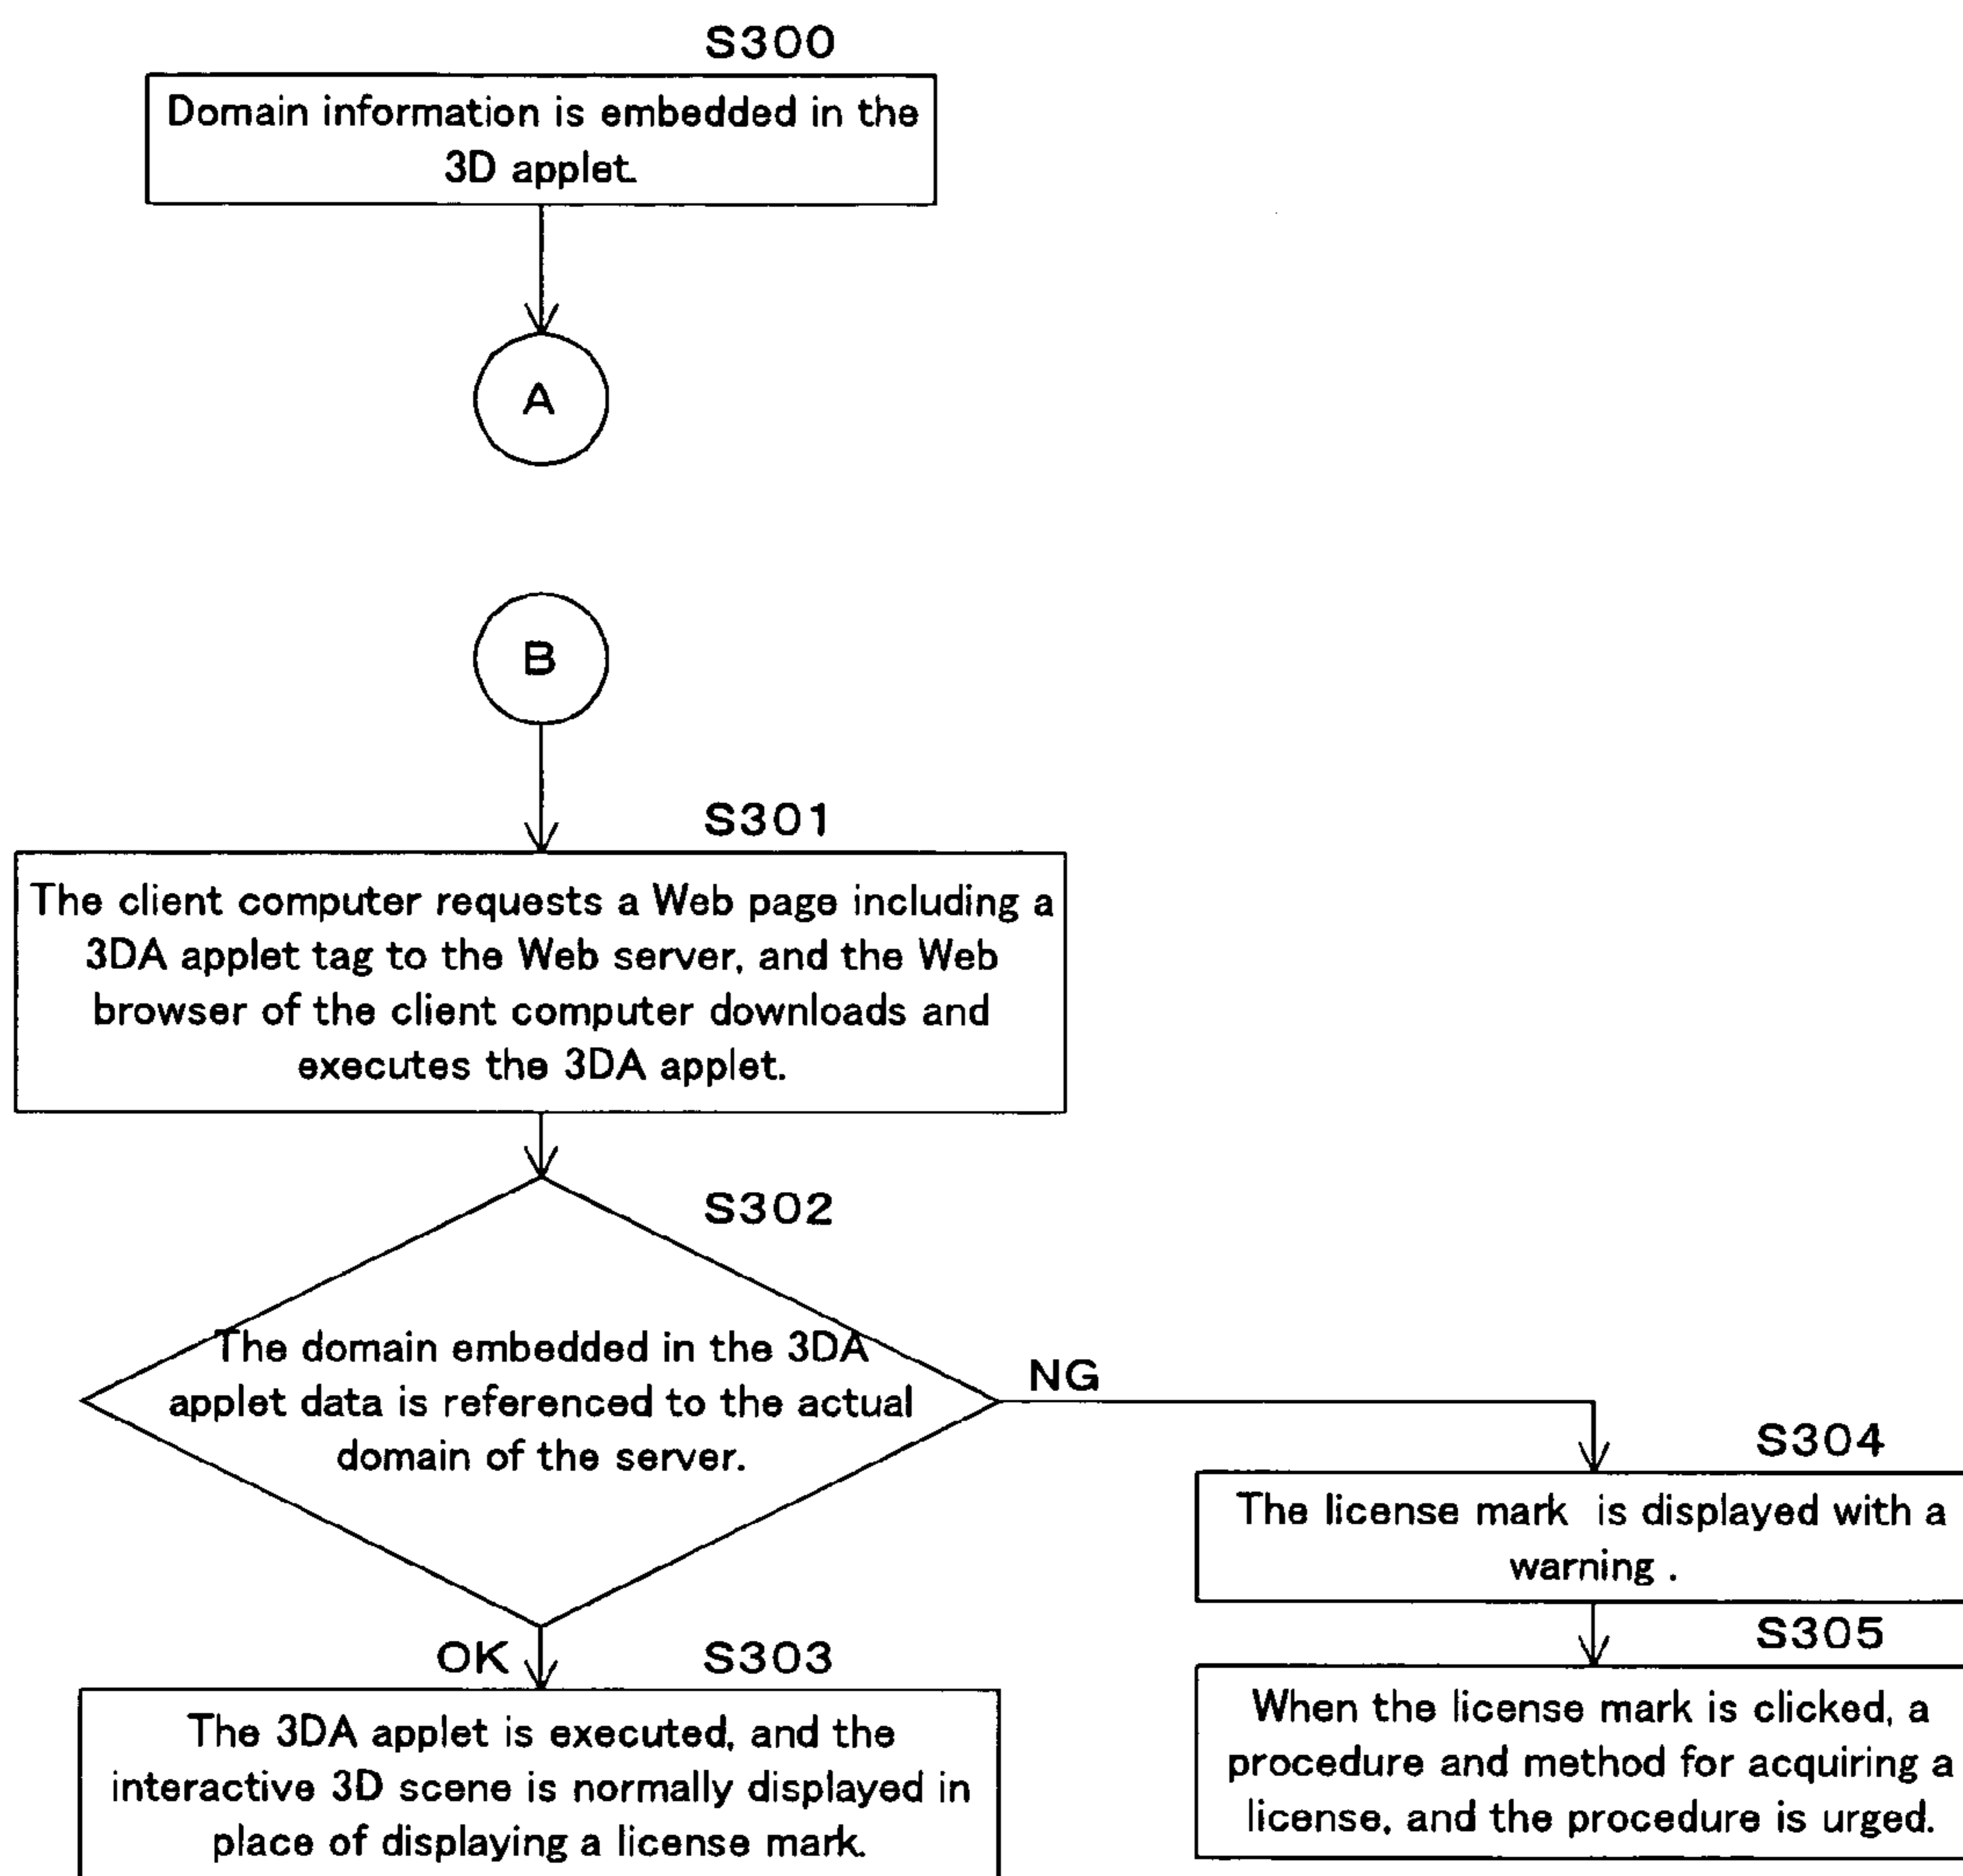 S300
Domain information is embedded in the
3D applet.
A
B
S301
The client computer requests a Web page including a
3DA applet tag to the Web server, and the Web
browser of the client computer downloads and
executes the 3DA applet.
S302
The domain embedded in the 3DA
applet data is referenced to the actual
domain of the server.
NG
S304
The license mark is displayed with a
warning .
OK
S303
The 3DA applet is executed, and the
interactive 3D scene is normally displayed in
place of displaying a license mark.
S305
When the license mark is clicked, a
procedure and method for acquiring a
license, and the procedure is urged.